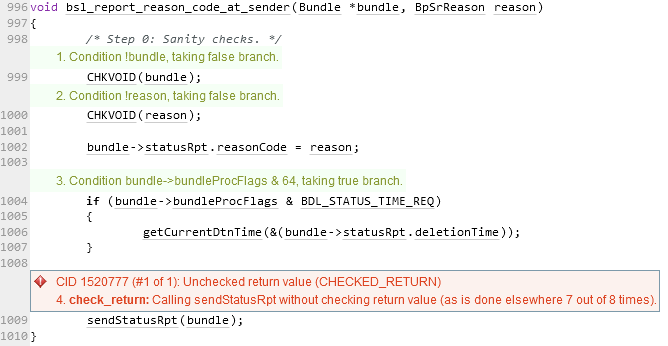 996 void bsl_report_reason_code_at_sender(Bundle *bundle, BpSrReason reason)
997 {
998 /* Step 0: Sanity checks. */
1. Condition !bundle, taking false branch.
999 CHKVOID(bundle);
2. Condition !reason, taking false branch.
1000 CHKVOID(reason);
1001
1002 bundle->statusRpt.reasonCode = reason;
1003
3. Condition bundle->bundleProcFlags & 64, taking true branch.
1004 if (bundle->bundleProcFlags & BDL_STATUS_TIME_REQ)
1005 {
1006 getCurrentDtnTime(&(bundle->statusRpt.deletionTime));
1007 }
1008
CID 1520777 (#1 of 1): Unchecked return value (CHECKED_RETURN)
4. check_return: Calling sendStatusRpt without checking return value (as is done elsewhere 7 out of 8 times).
1009 sendStatusRpt(bundle);
1010 }